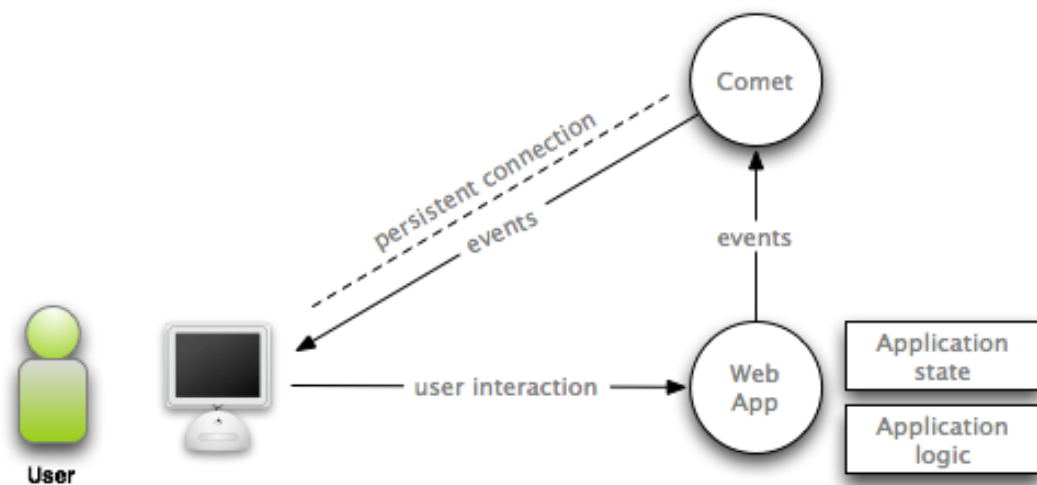 Comet
persistent connection
events
events
user interaction
Web
App
Application
state
Application
logic
User